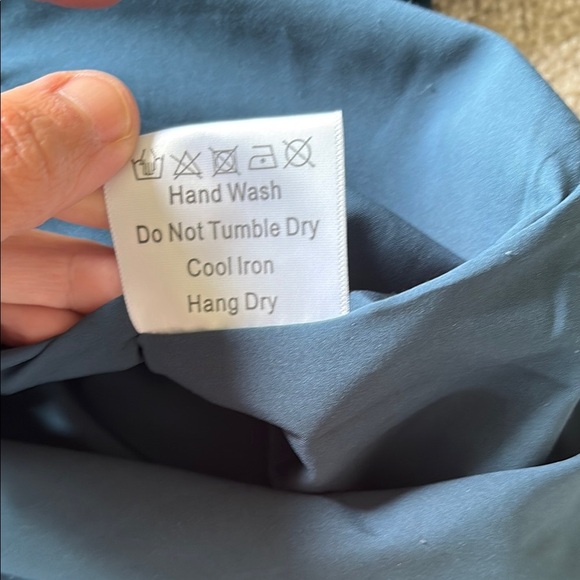 Hand Wash
Do Not Tumble Dry
Cool Iron
Hang Dry